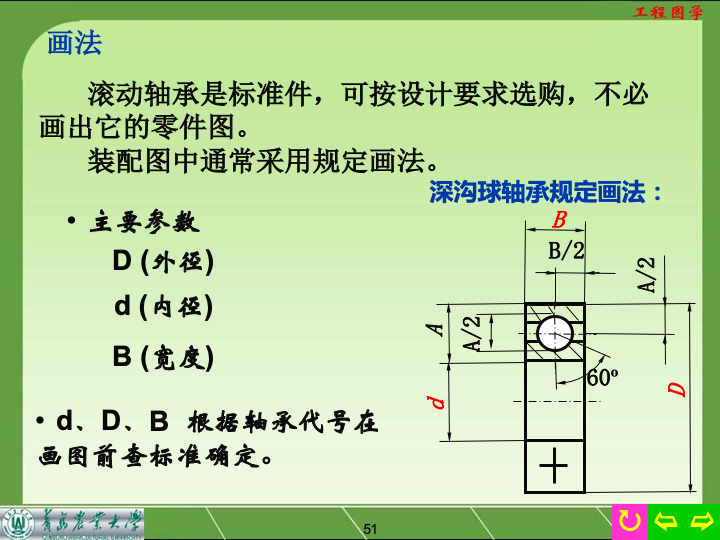 工程图学
画法
滚动轴承是标准件，可按设计要求选购，不必
画出它的零件图。
装配图中通常采用规定画法。
深沟球轴承规定画法：
• 主要参数
D (外径)
d (内径)
B (宽度)
• d、D、B 根据轴承代号在
画图前查标准确定。
B
B/2
A/2
A
A/2
60º
d
D
青岛农业大学
51